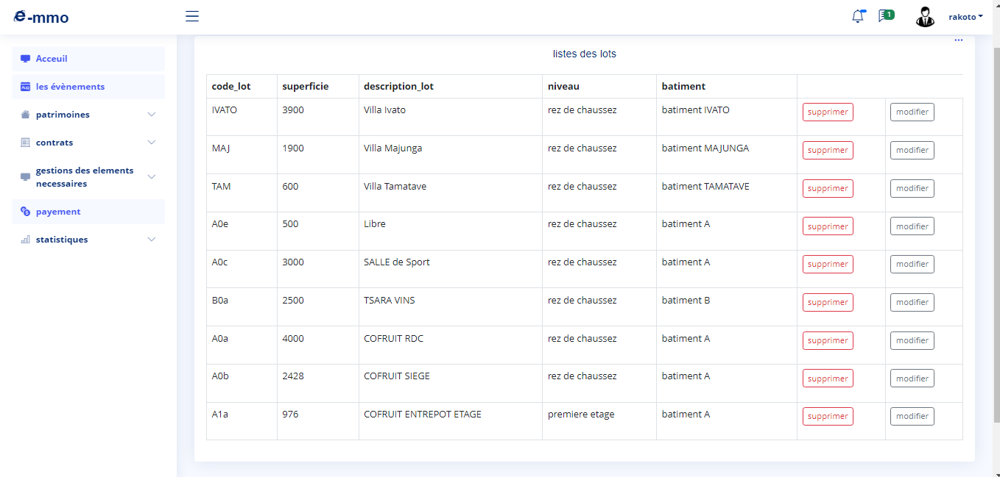 e-mmo
1
rakoto
Acceuil
Aug
les évènements
patrimoines
contrats
gestions des elements
necessaires
payement
statistiques
listes des lots
code_lot superficie description_lot niveau batiment
IVATO 3900 Villa Ivato rez de chaussez batiment IVATO supprimer modifier
MAJ 1900 Villa Majunga rez de chaussez batiment MAJUNGA supprimer modifier
TAM 600 Villa Tamatave rez de chaussez batiment TAMATAVE supprimer modifier
A0e 500 Libre rez de chaussez batiment A supprimer modifier
A0c 3000 SALLE de Sport rez de chaussez batiment A supprimer modifier
B0a 2500 TSARA VINS rez de chaussez batiment B supprimer modifier
A0a 4000 COFRUIT RDC rez de chaussez batiment A supprimer modifier
A0b 2428 COFRUIT SIEGE rez de chaussez batiment A supprimer modifier
A1a 976 COFRUIT ENTREPOT ETAGE premiere etage batiment A supprimer modifier